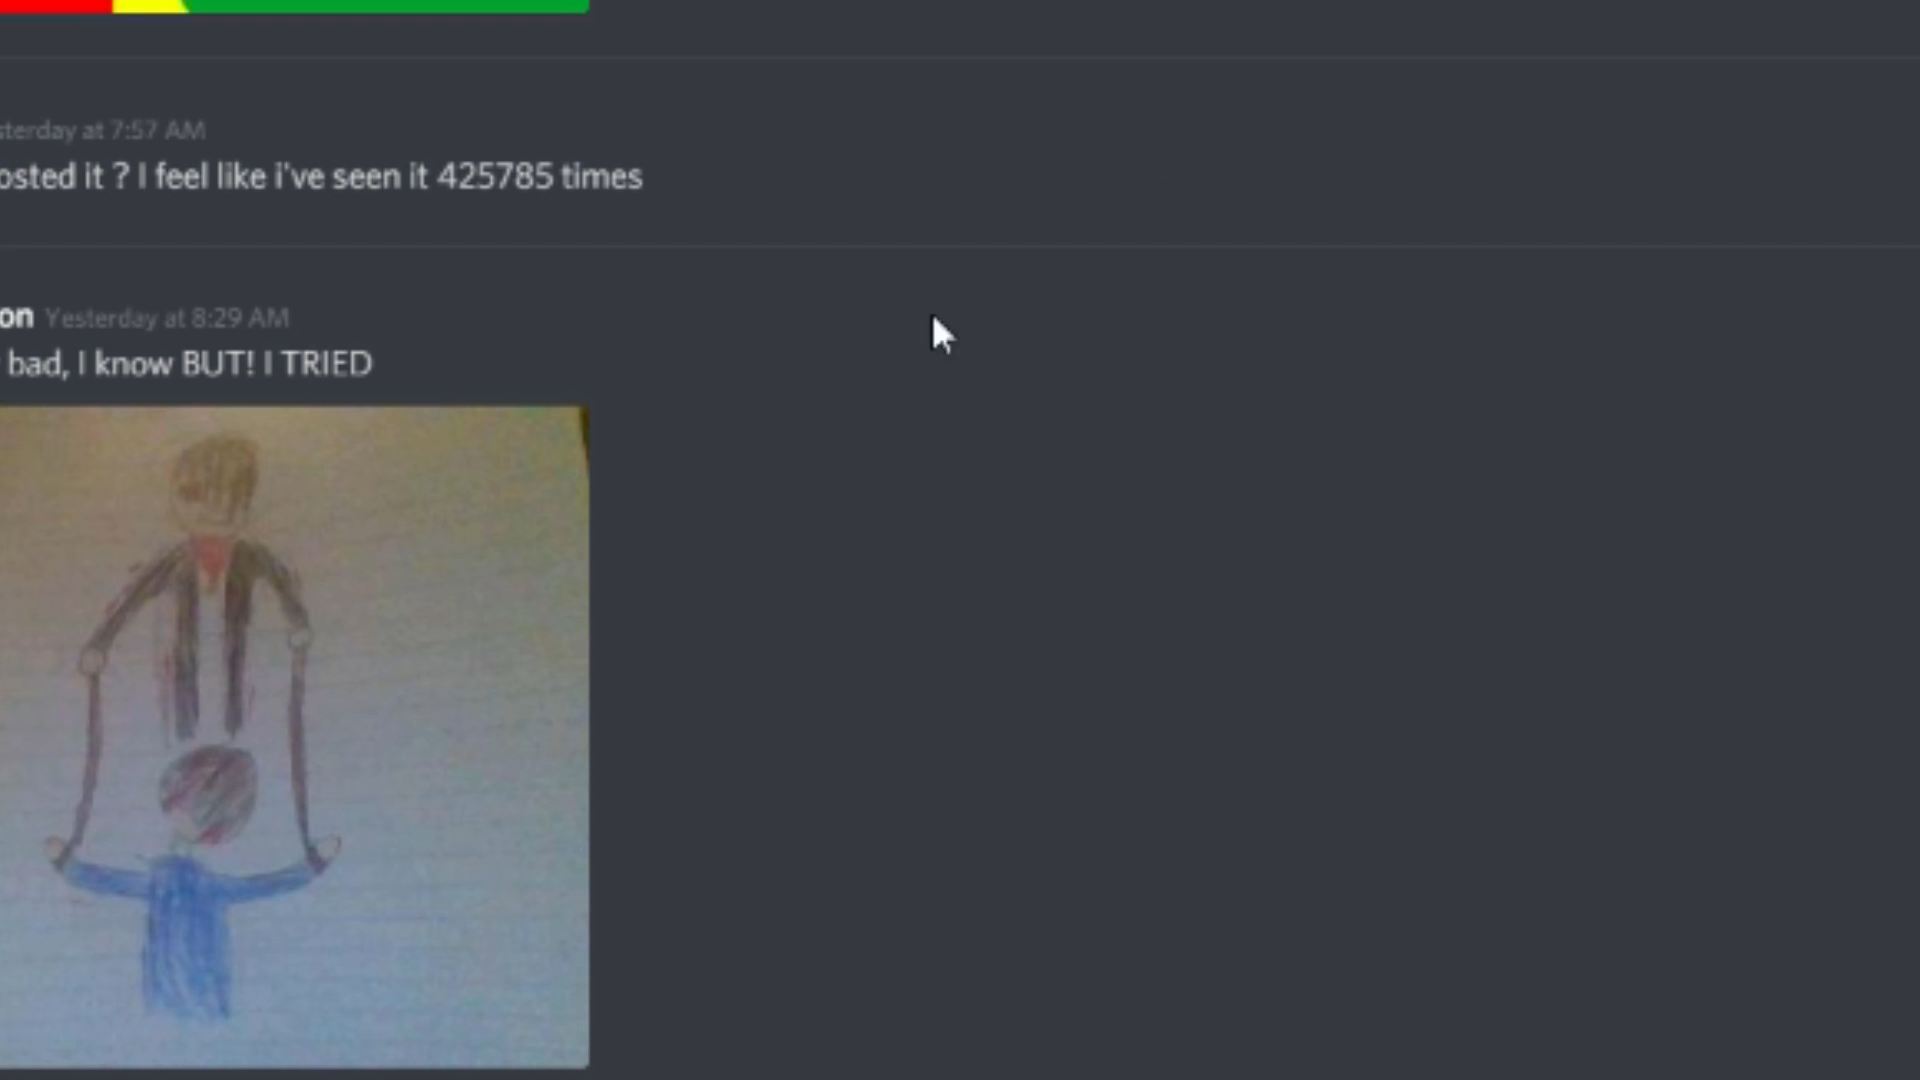 sterday at 7:57 AM
osted it ? I feel like i've seen it 425785 times
on Yesterday at 8:29 AM
bad, I know BUT! I TRIED